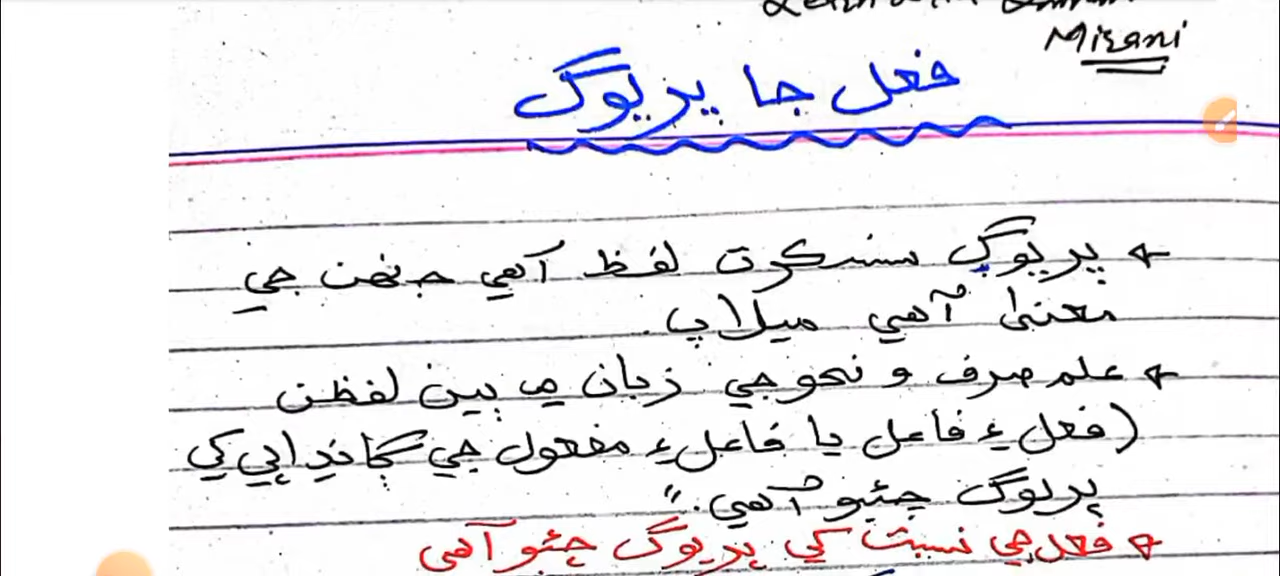 Mirani
فعل جا پريوگ
* پريوگ سنسڪرت لفظ آهي جنهن جي
معنيٰ آهي ميلاپ.
* علم صرف و نحو جي زبان ۾ ٻين لفظن
(فعل ۽ فاعل يا فاعل ۽ مفعول جي ڳانڍاپي کي
پريوگ چئبو آهي."
* فعل جي نسبت کي پريوگ چئبو آهي